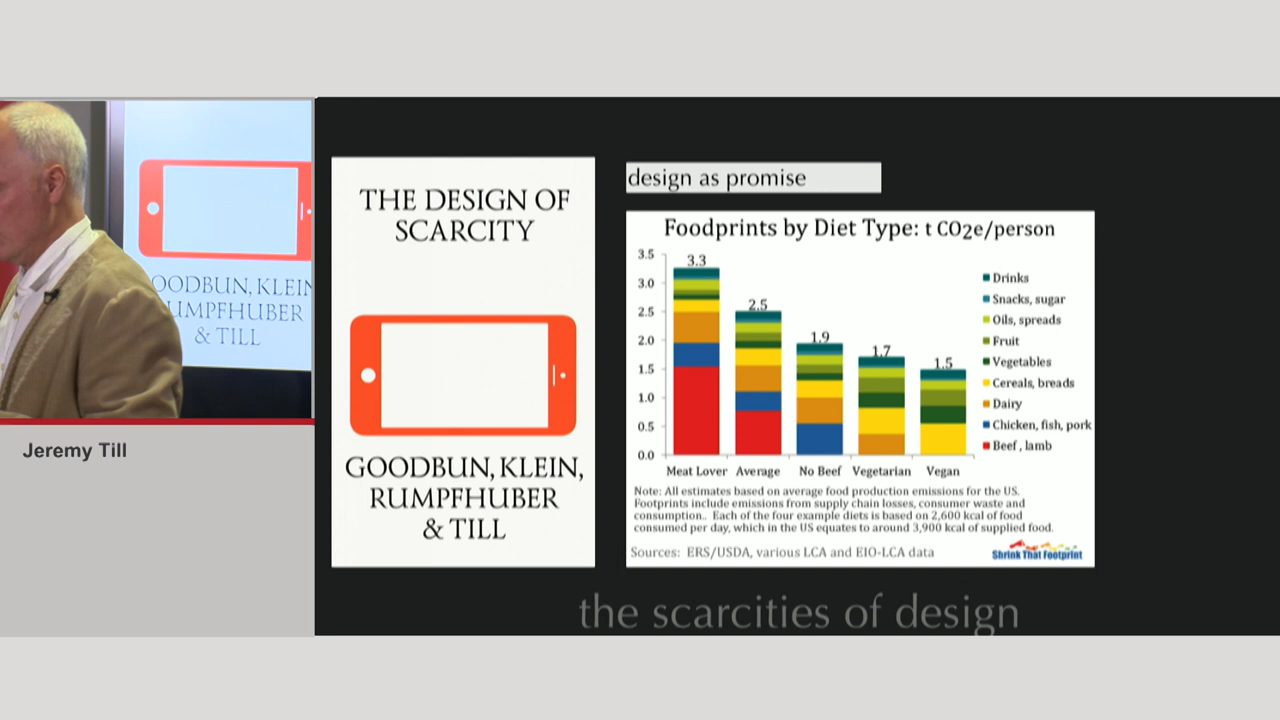 OODBUN, KLEIN
UMPFHUBER
& TILL
Jeremy Till
THE DESIGN OF
SCARCITY
GOODBUN, KLEIN,
RUMPFHUBER
& TILL
design as promise
Foodprints by Diet Type: t CO2e/person
3.5
3.0
2.5
2.0
1.5
1.0
0.5
0.0
3.3
2.5
1.9
1.7
1.5
Meat Lover Average No Beef Vegetarian Vegan
Drinks
Snacks, sugar
Oils, spreads
Fruit
Vegetables
Cereals, breads
Dairy
Chicken, fish, pork
Beef , lamb
Note: All estimates based on average food production emissions for the US.
Footprints include emissions from supply chain losses, consumer waste and
consumption.. Each of the four example diets is based on 2,600 kcal of food
consumed per day, which in the US equates to around 3,900 kcal of supplied food.
Sources: ERS/USDA, various LCA and EIO-LCA data
Shrink That Footprint
the scarcities of design